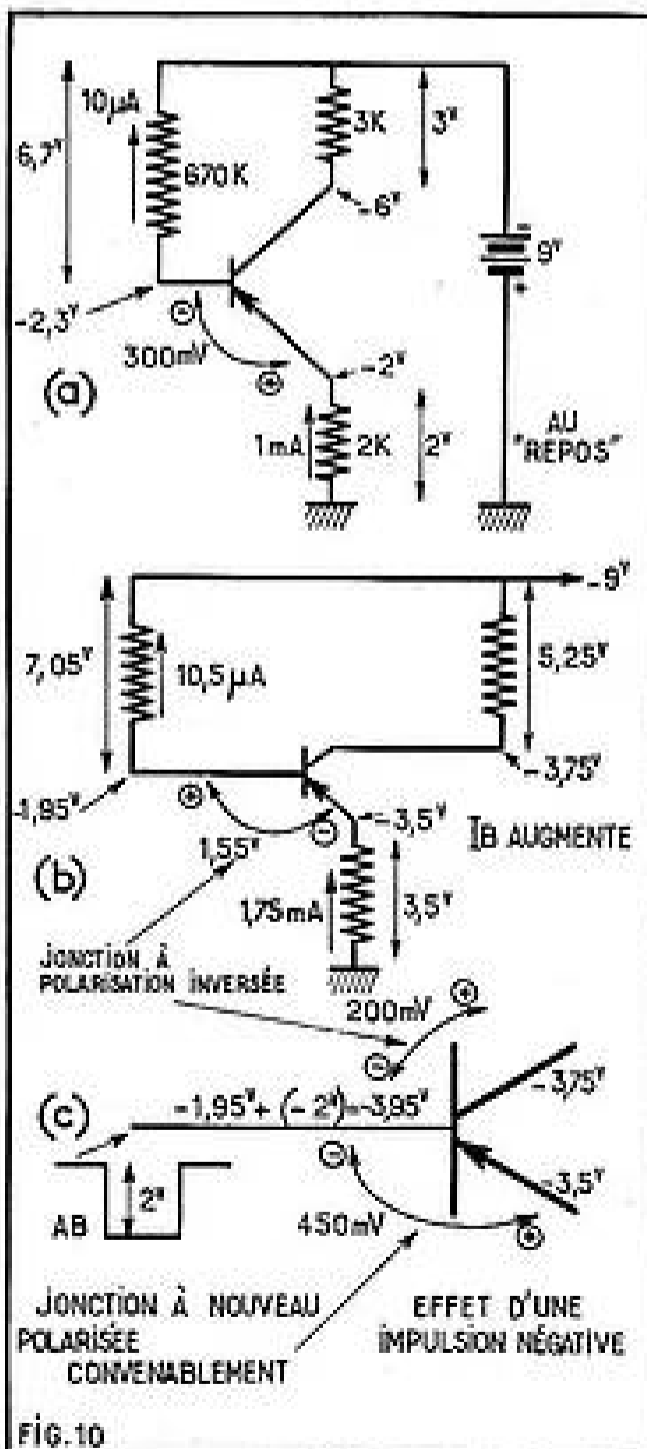 10µA
6,7v
670K
3K
3v
-6v
9v
-2,3v
300mV
-2v
(a)
1mA
2K
2v
AU
"REPOS"
-9v
7,05v
10,5µA
5,25v
-1,95v
-3,75v
1,55v
-3,5v
IB AUGMENTE
(b)
1,75mA
3,5v
JONCTION À
POLARISATION INVERSÉE
200mV
(c)
-1,95v+(-2v)=-3,95v
-3,75v
AB
2v
-3,5v
450mV
JONCTION À NOUVEAU
POLARISÉE
CONVENABLEMENT
EFFET D'UNE
IMPULSION NÉGATIVE
FIG.10